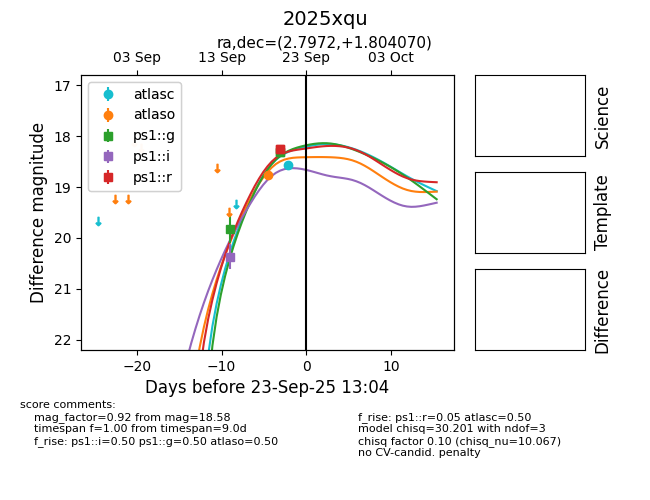 2025xqu
ra,dec=(2.7972,+1.804070)
03 Sep 13 Sep 23 Sep 03 Oct
17
18
19
20
21
22
Difference magnitude
atlasc
atlaso
ps1::g
ps1::i
ps1::r
−20 −10 0 10
Days before 23-Sep-25 13:04
Science
Template
Difference
score comments:
mag_factor=0.92 from mag=18.58
timespan f=1.00 from timespan=9.0d
f_rise: ps1::i=0.50 ps1::g=0.50 atlaso=0.50
f_rise: ps1::r=0.05 atlasc=0.50
model chisq=30.201 with ndof=3
chisq factor 0.10 (chisq_nu=10.067)
no CV-candid. penalty